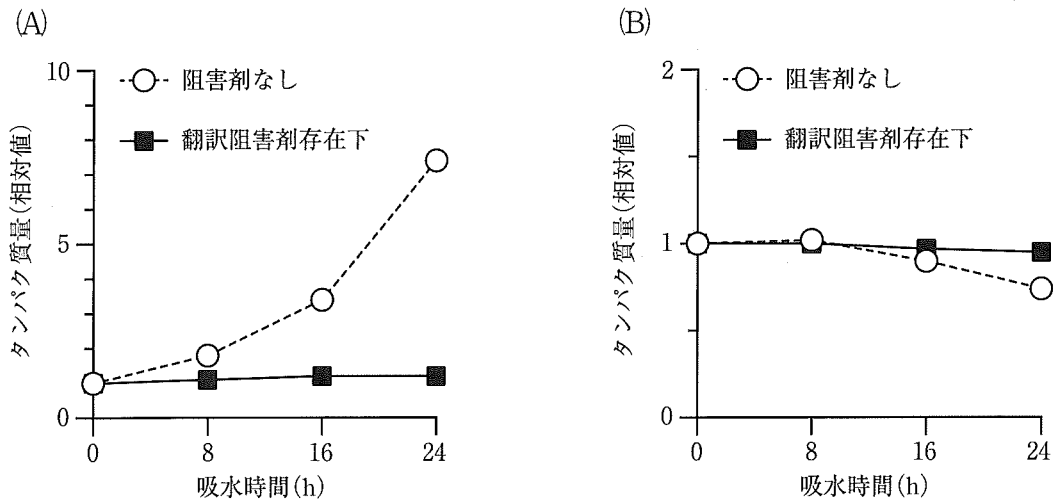 (A)
10
5
0
タンパク質量(相対値)
阻害剤なし
翻訳阻害剤存在下
0 8 16 24
吸水時間(h)
(B)
2
1
0
タンパク質量(相対値)
阻害剤なし
翻訳阻害剤存在下
0 8 16 24
吸水時間(h)